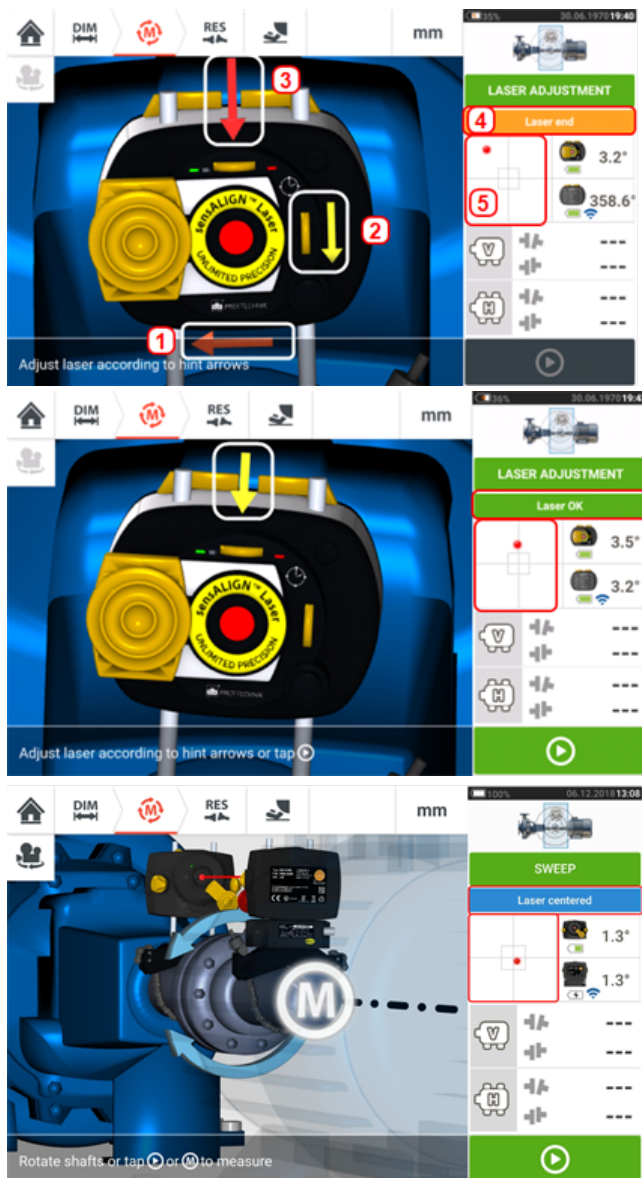 DIM
M
RES
mm
35%
30.06.1970 19:40
LASER ADJUSTMENT
4
Laser end
3
5
3.2°
358.6°
2
sensALIGN™ Laser
UNLIMITED PRECISION
PRÜFTECHNIK
1
V
---
---
H
---
---
Adjust laser according to hint arrows
DIM
M
RES
mm
36%
30.06.1970 19:4
LASER ADJUSTMENT
Laser OK
3.5°
3.2°
sensALIGN™ Laser
UNLIMITED PRECISION
PRÜFTECHNIK
V
---
---
H
---
---
Adjust laser according to hint arrows or tap
DIM
M
RES
mm
100%
06.12.2018 13:08
SWEEP
Laser centered
1.3°
1.3°
M
V
---
---
H
---
---
Rotate shafts or tap or M to measure